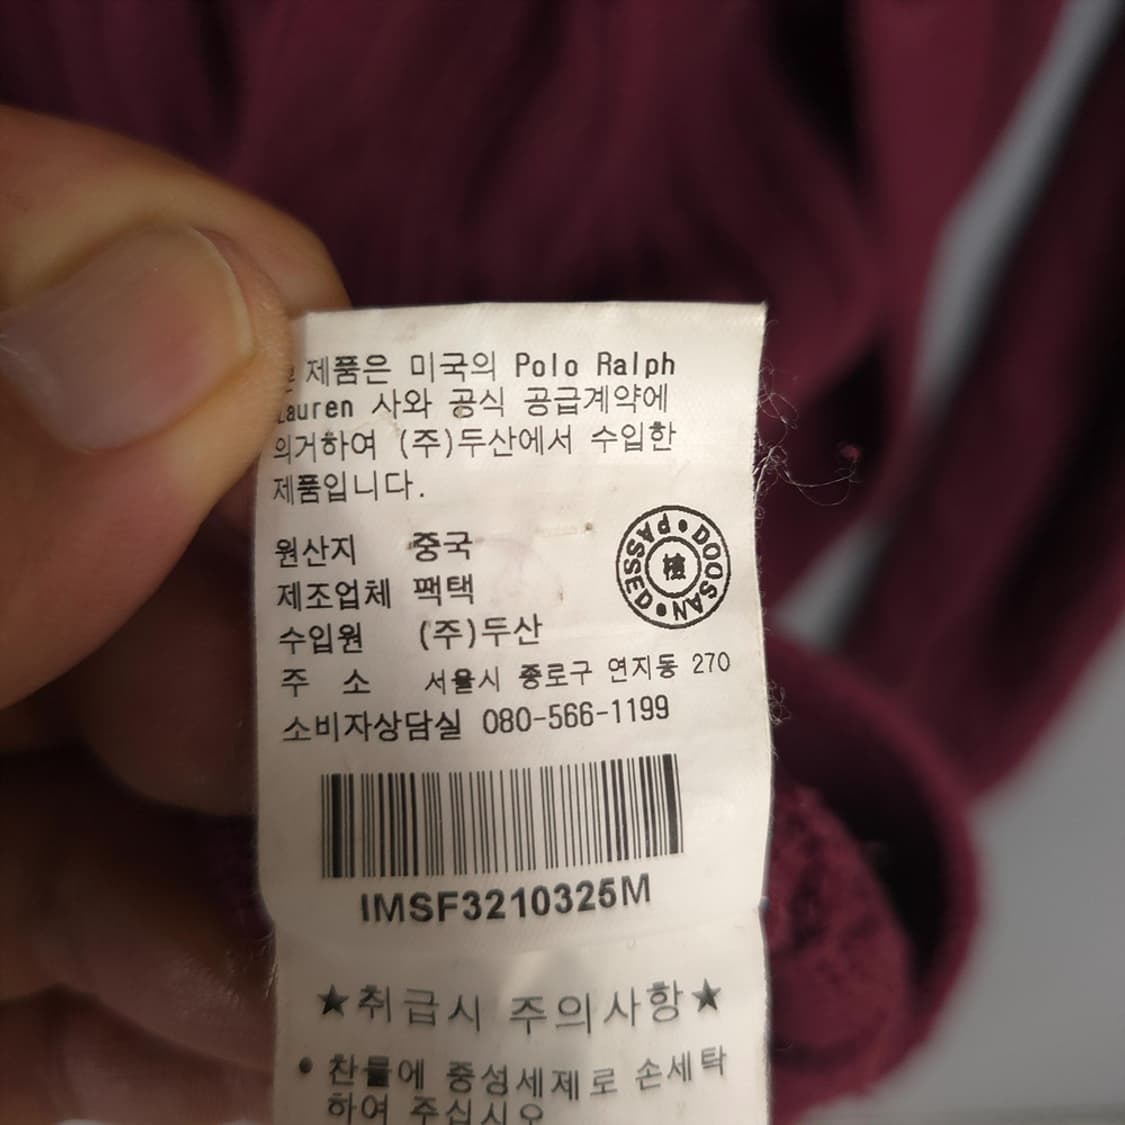 제품은 미국의 Polo Ralph
Lauren 사와 공식 공급계약에
의거하여 (주)두산에서 수입한
제품입니다.
원산지 중국
제조업체 팩택
수입원 (주)두산
주 소 서울시 종로구 연지동 270
소비자상담실 080-566-1199
PASSED • DOOSAN •
檢
IMSF3210325M
★취급시 주의사항★
• 찬물에 중성세제로 손세탁
하여 주십시오